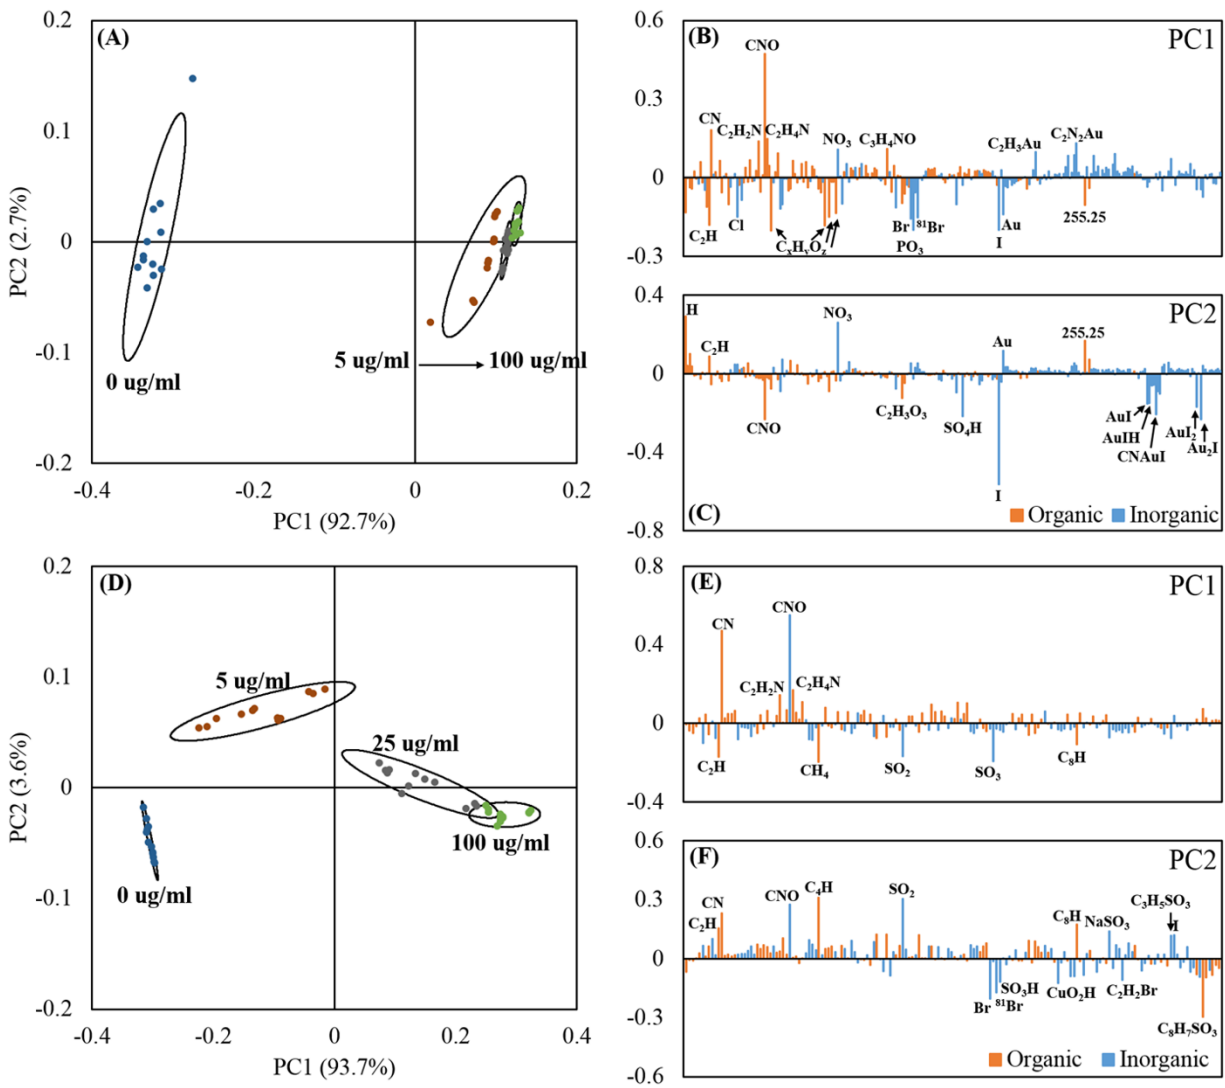 (A)
0.2
0.1
0
-0.1
-0.2
-0.4
-0.2
0
0.2
PC2 (2.7%)
PC1 (92.7%)
0 ug/ml
5 ug/ml
100 ug/ml
(B)
PC1
0.6
0.3
0
-0.3
CNO
CN
C2H2N
C2H4N
NO3
C3H4NO
C2H3Au
C2N2Au
C2H
Cl
CxHyOz
Br
81Br
PO3
Au
I
255.25
PC2
0.4
0
-0.4
-0.8
H
C2H
NO3
Au
255.25
CNO
C2H3O3
SO4H
I
AuI
AuIH
CNAuI
AuI2
Au2I
(C)
Organic
Inorganic
(D)
0.2
0.1
0
-0.1
-0.2
-0.4
-0.2
0
0.2
0.4
PC2 (3.6%)
PC1 (93.7%)
5 ug/ml
25 ug/ml
100 ug/ml
0 ug/ml
(E)
PC1
0.8
0.4
0
-0.4
CNO
CN
C2H2N
C2H4N
C2H
CH4
SO2
SO3
C8H
(F)
PC2
0.6
0.3
0
-0.3
-0.6
C2H
CN
CNO
C4H
SO2
C8H
NaSO3
C3H5SO3
I
Br
81Br
SO3H
CuO2H
C2H2Br
C8H7SO3
Organic
Inorganic